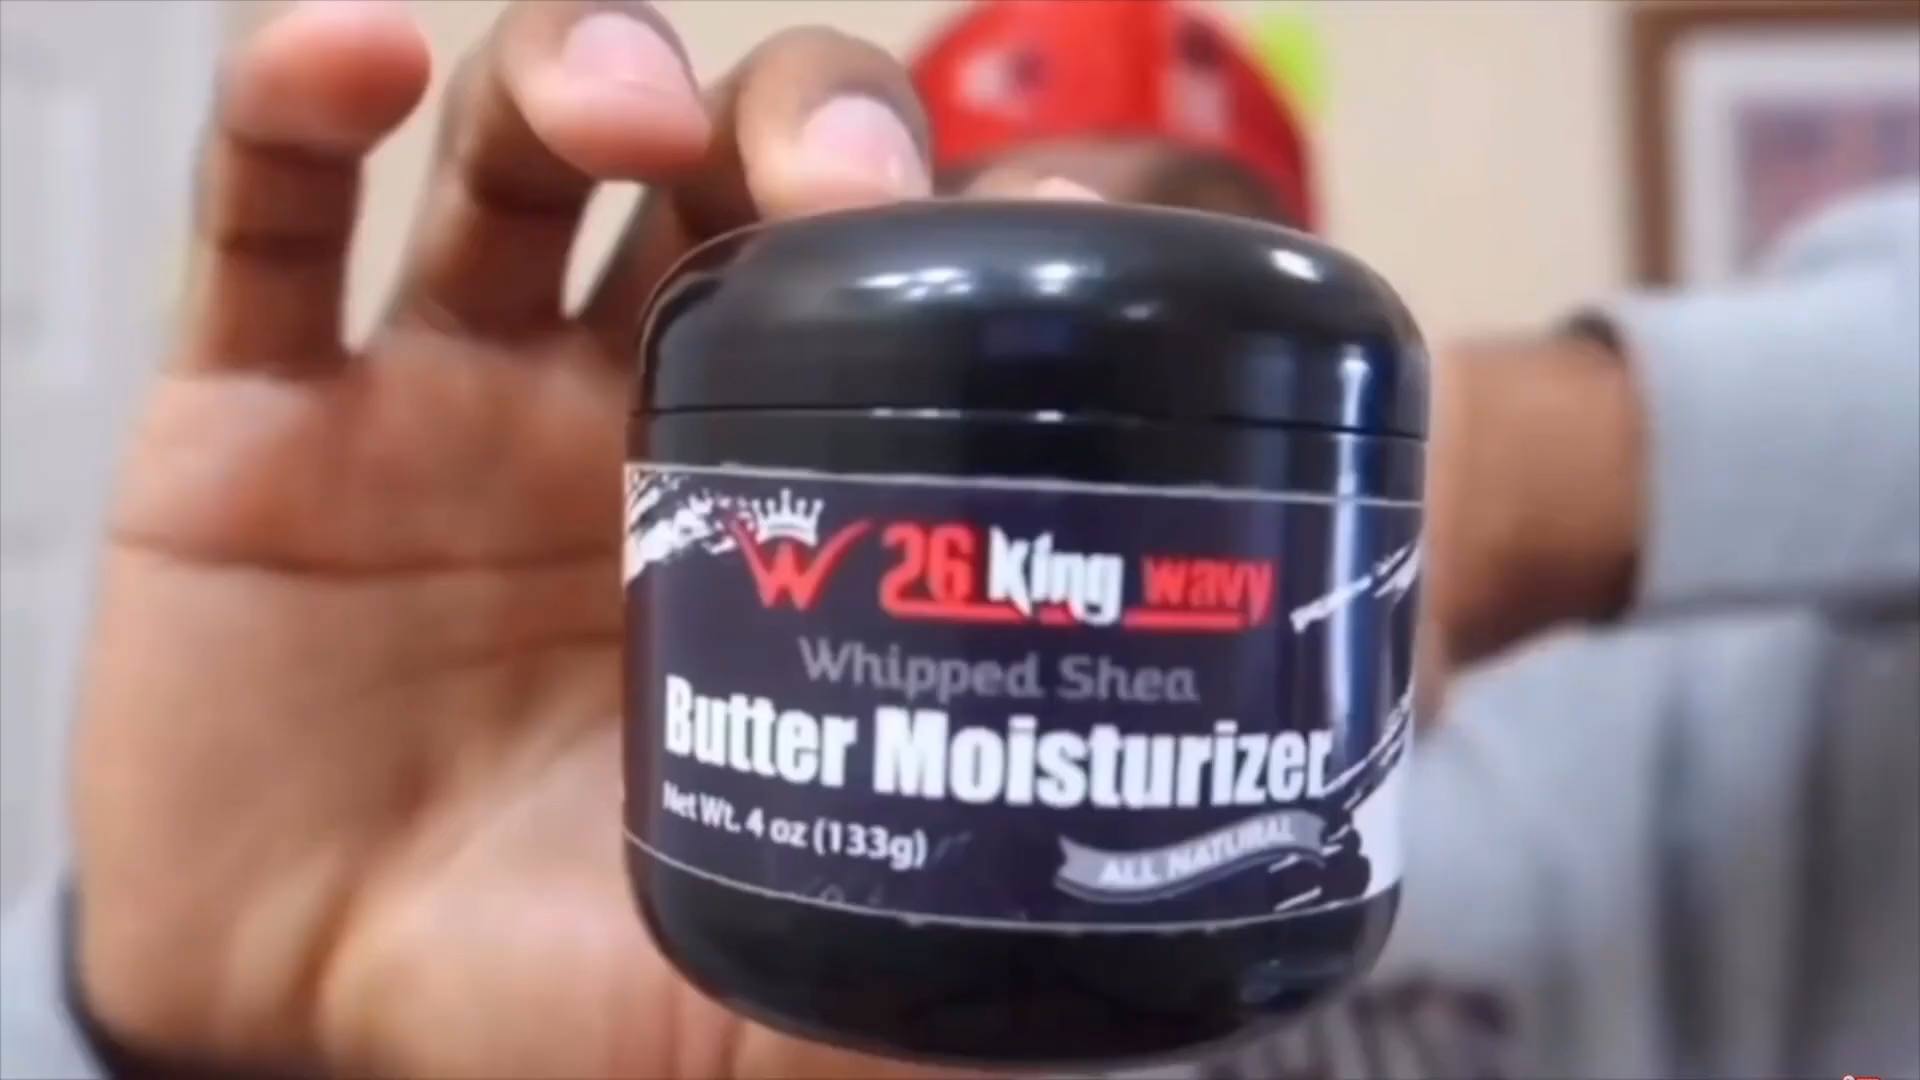 W 26 King wavy
Whipped Shea
Butter Moisturizer
Net Wt. 4 oz (133g)
ALL NATURAL